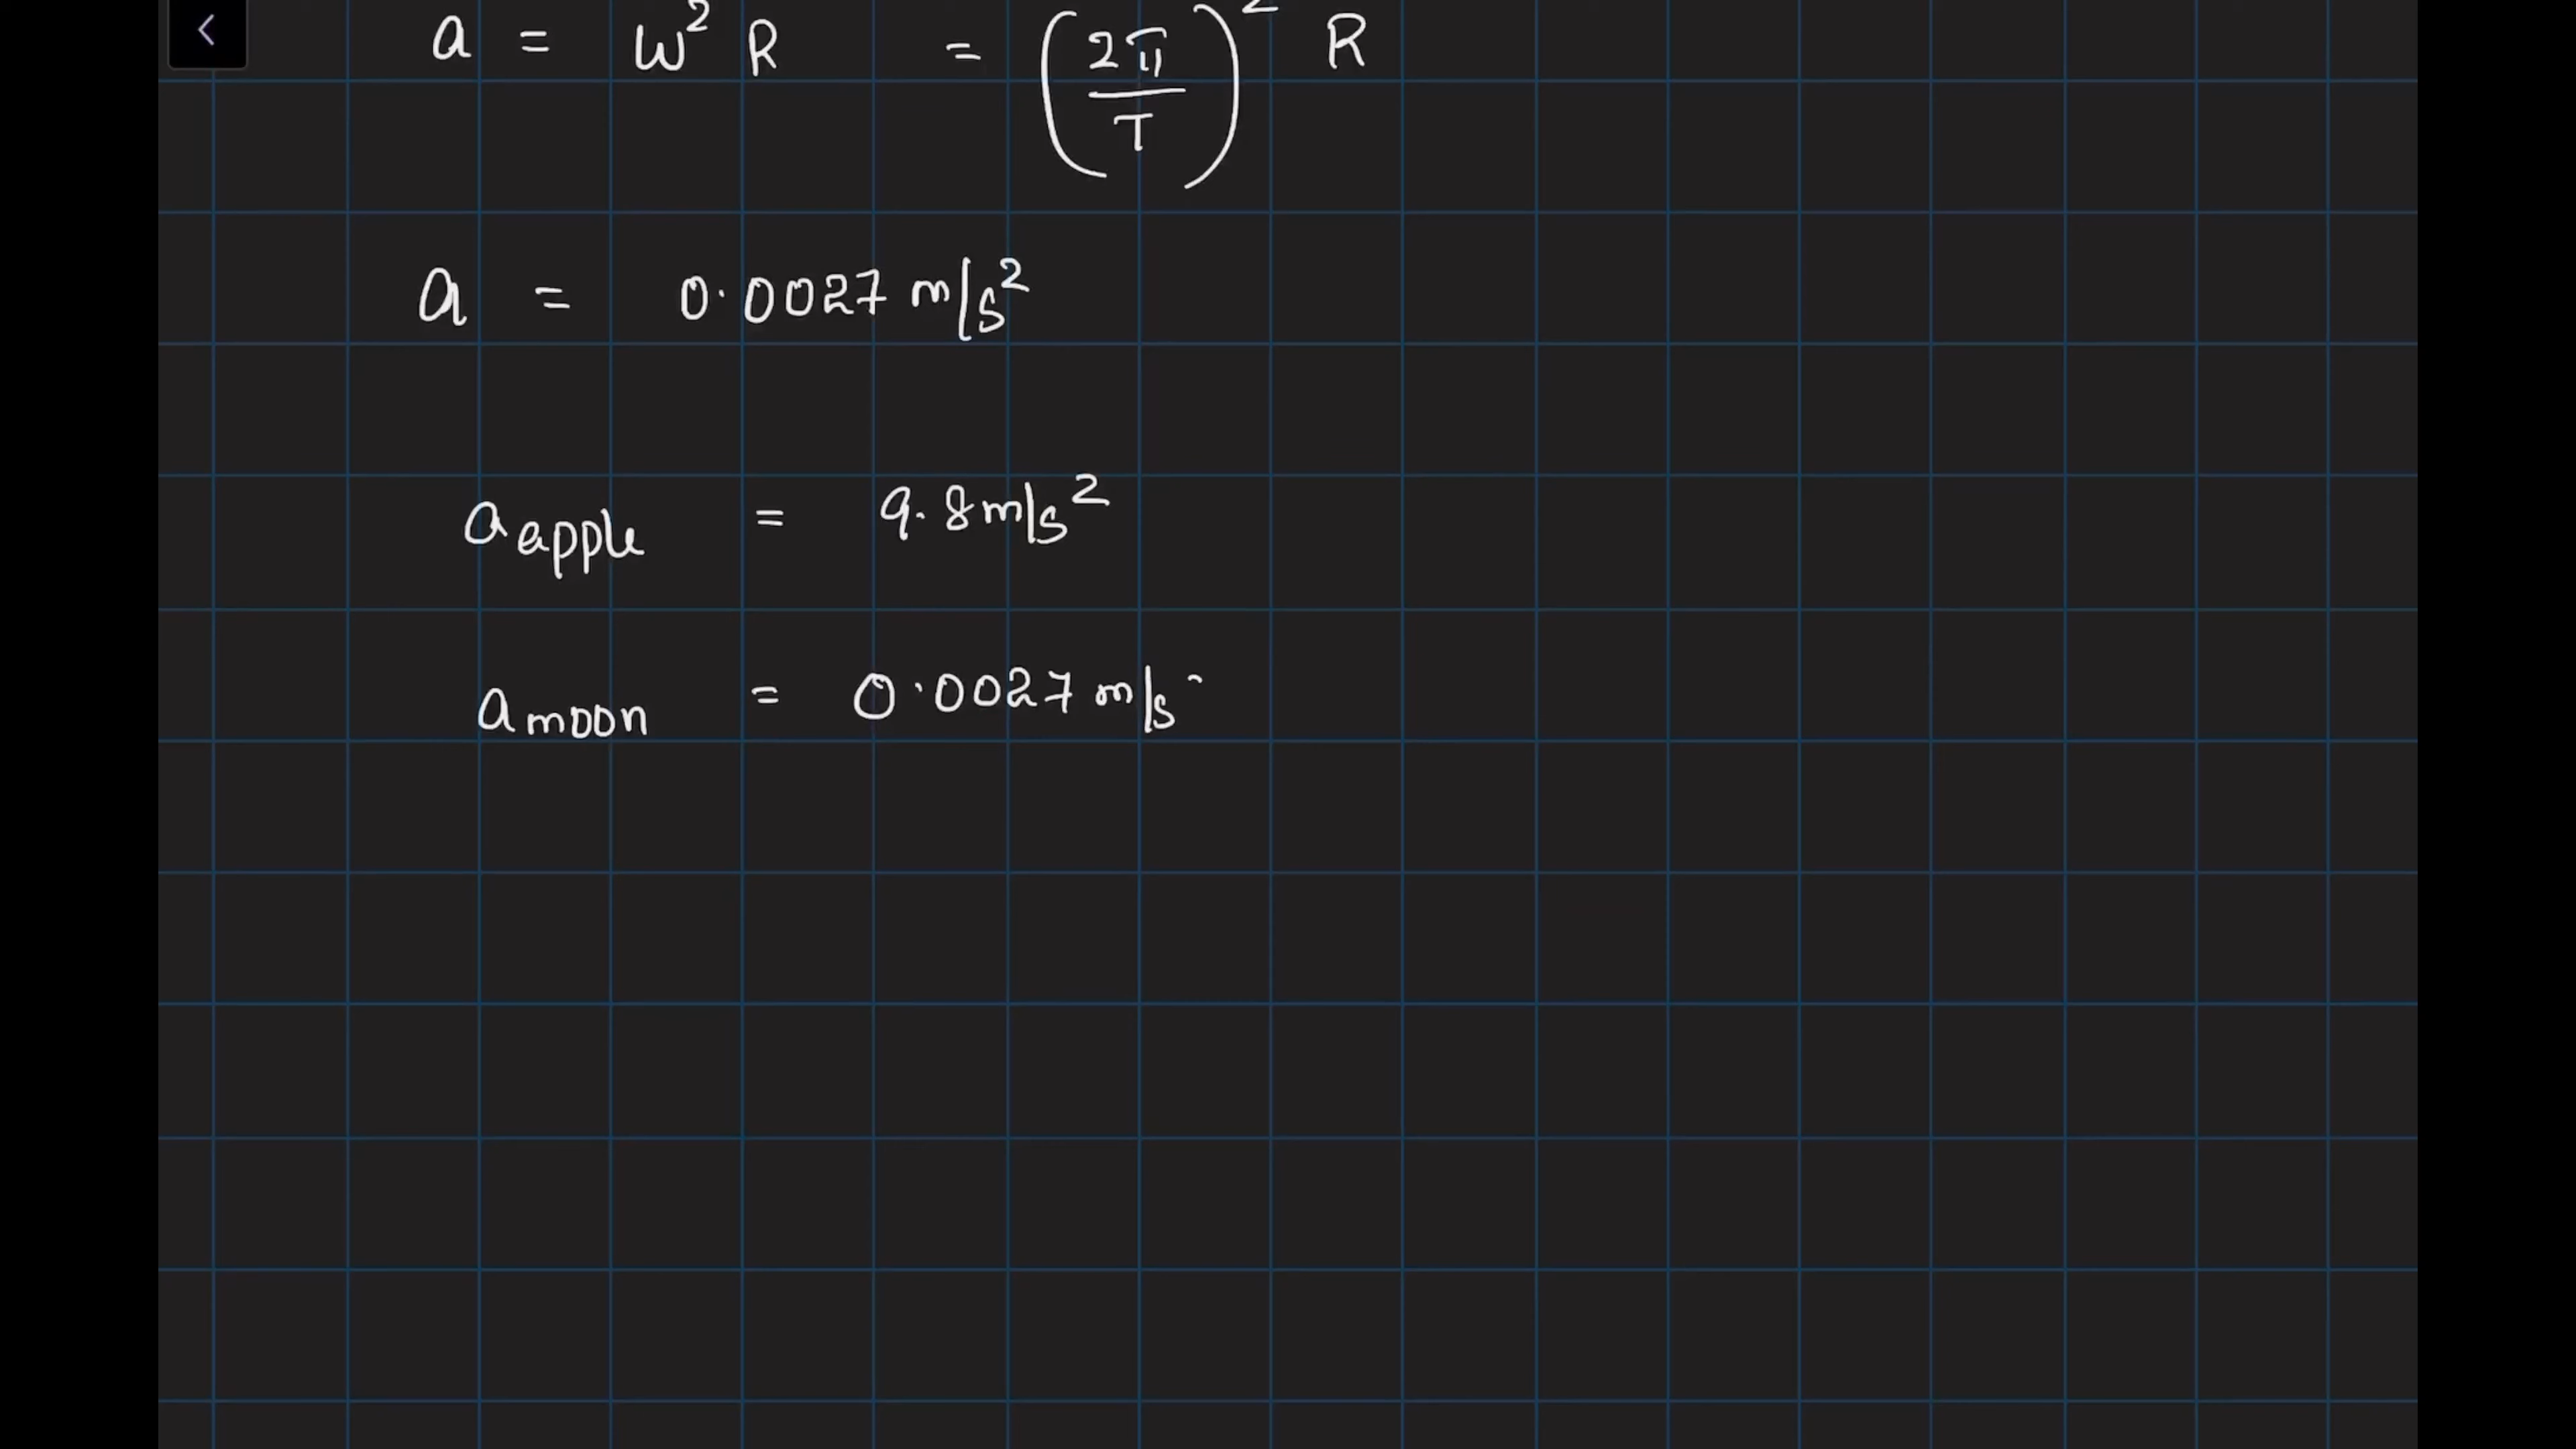 a = ω² R = (2π/T)² R
a = 0.0027 m/s²
a apple = 9.8 m/s²
a moon = 0.0027 m/s